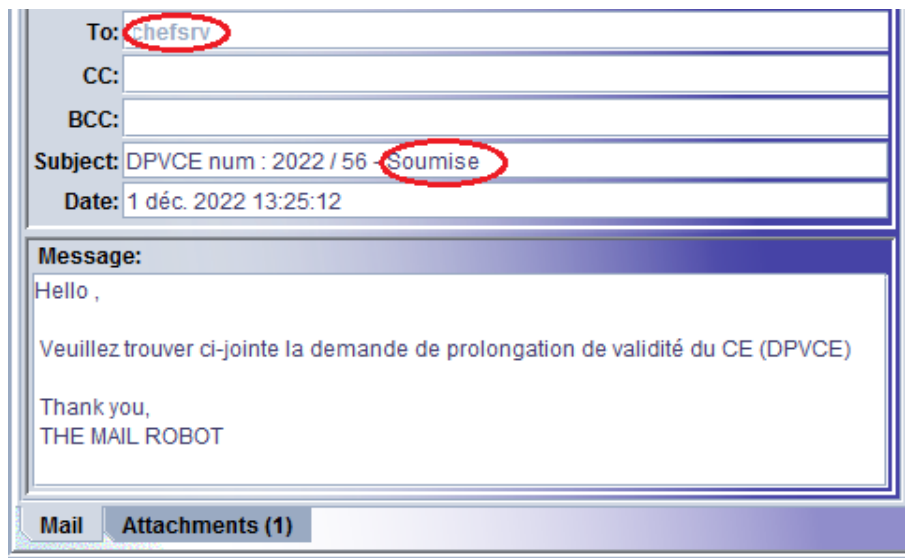 To: chefsrv
CC:
BCC:
Subject: DPVCE num : 2022 / 56 - Soumise
Date: 1 déc. 2022 13:25:12
Message:
Hello ,
Veuillez trouver ci-jointe la demande de prolongation de validité du CE (DPVCE)
Thank you,
THE MAIL ROBOT
Mail Attachments (1)